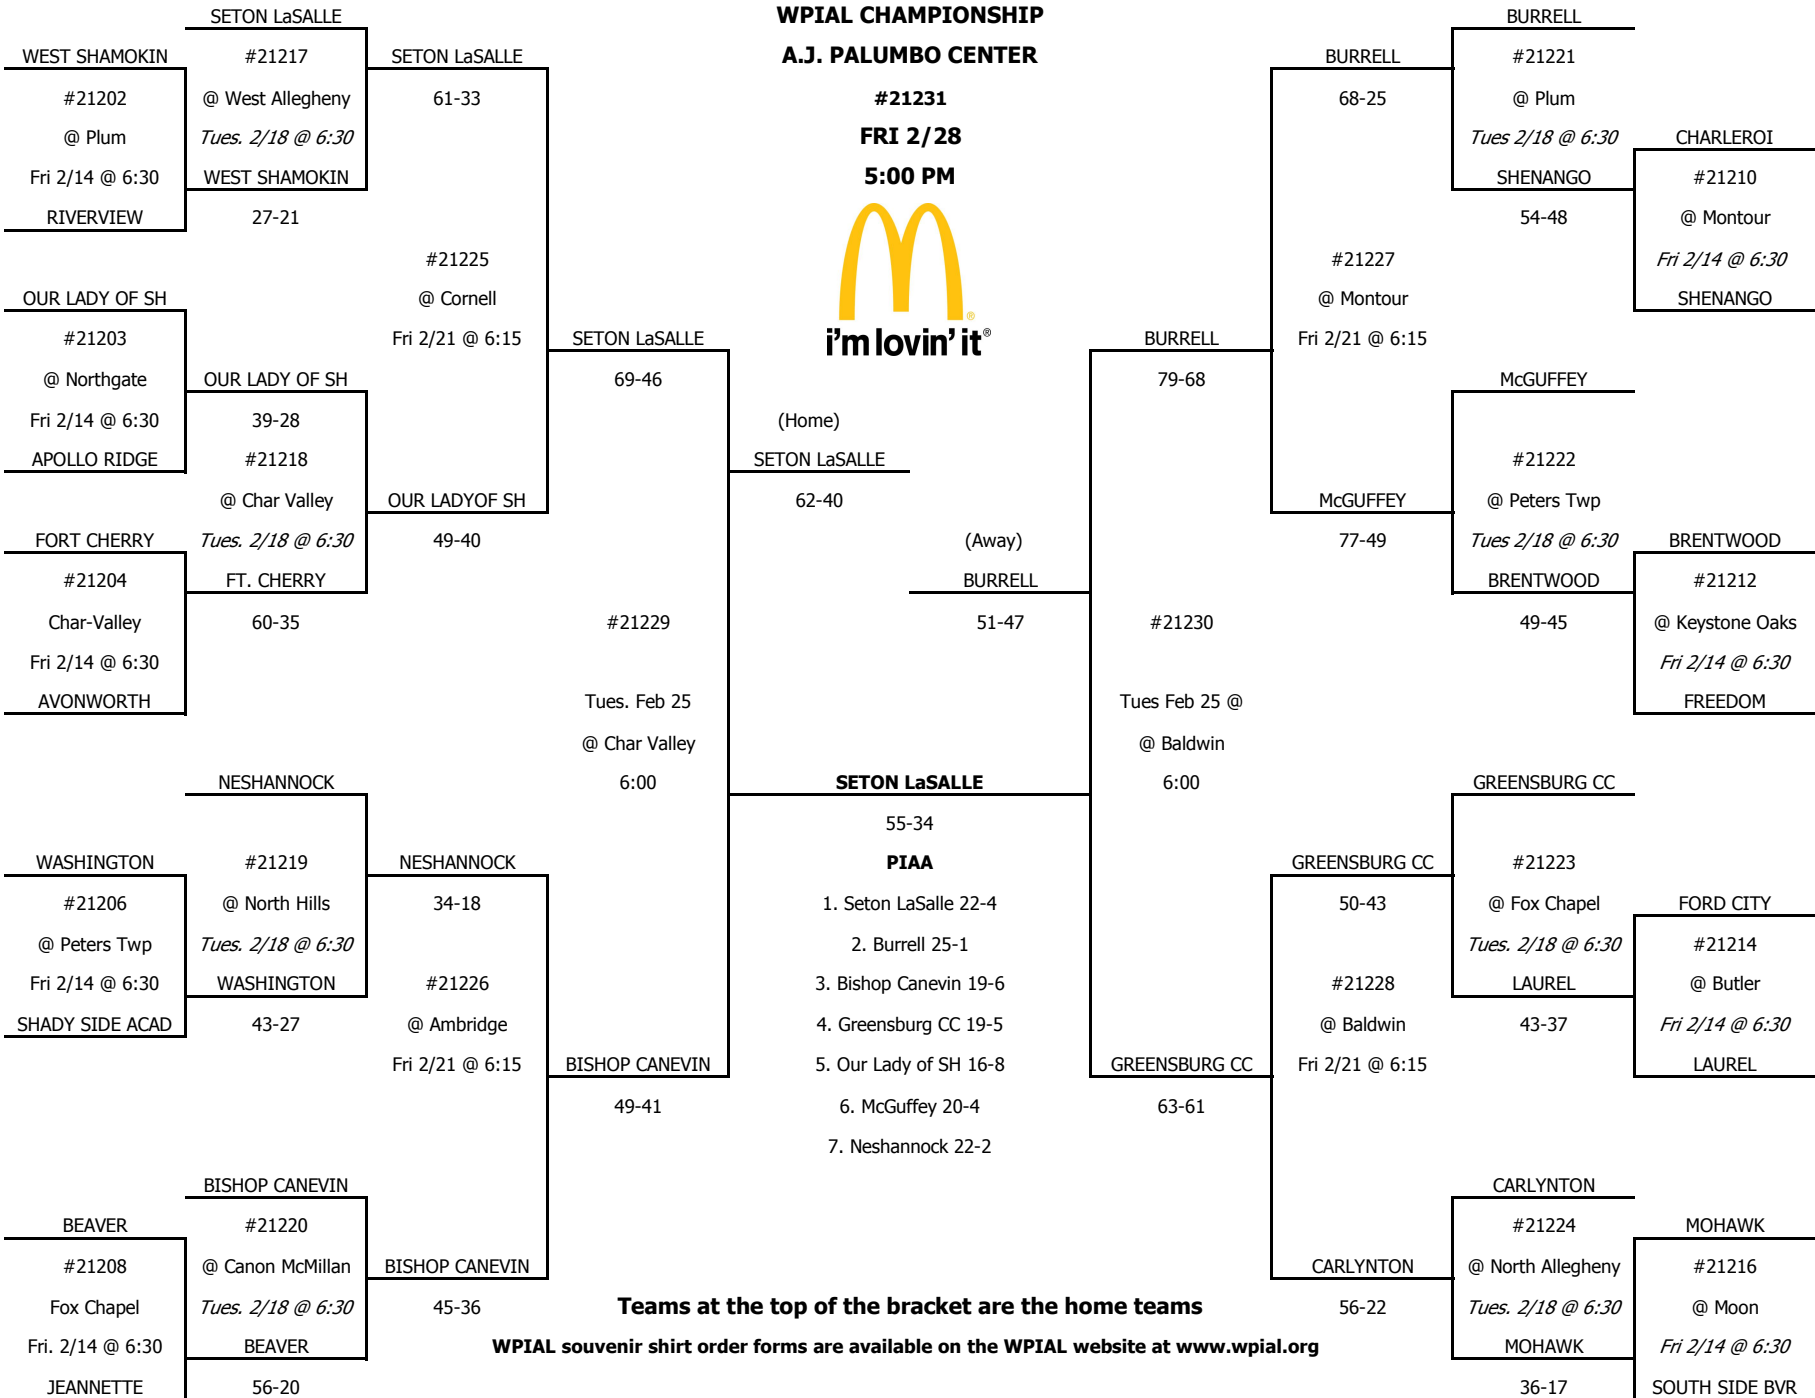 SETON LaSALLE
WPIAL CHAMPIONSHIP
BURRELL
WEST SHAMOKIN
#21217
SETON LaSALLE
A.J. PALUMBO CENTER
BURRELL
#21221
#21202
@ West Allegheny
61-33
#21231
68-25
@ Plum
@ Plum
Tues. 2/18 @ 6:30
FRI 2/28
Tues 2/18 @ 6:30
CHARLEROI
Fri 2/14 @ 6:30
WEST SHAMOKIN
5:00 PM
SHENANGO
#21210
RIVERVIEW
27-21
54-48
@ Montour
#21225
#21227
Fri 2/14 @ 6:30
OUR LADY OF SH
@ Cornell
@ Montour
SHENANGO
#21203
Fri 2/21 @ 6:15
SETON LaSALLE
i'm lovin' it®
BURRELL
Fri 2/21 @ 6:15
@ Northgate
OUR LADY OF SH
69-46
79-68
McGUFFEY
Fri 2/14 @ 6:30
39-28
(Home)
APOLLO RIDGE
#21218
SETON LaSALLE
#21222
@ Char Valley
OUR LADYOF SH
62-40
McGUFFEY
@ Peters Twp
FORT CHERRY
Tues. 2/18 @ 6:30
49-40
(Away)
77-49
Tues 2/18 @ 6:30
BRENTWOOD
#21204
FT. CHERRY
BURRELL
BRENTWOOD
#21212
Char-Valley
60-35
#21229
51-47
#21230
49-45
@ Keystone Oaks
Fri 2/14 @ 6:30
Fri 2/14 @ 6:30
AVONWORTH
Tues. Feb 25
Tues Feb 25 @
FREEDOM
@ Char Valley
@ Baldwin
NESHANNOCK
6:00
SETON LaSALLE
6:00
GREENSBURG CC
55-34
WASHINGTON
#21219
NESHANNOCK
PIAA
GREENSBURG CC
#21223
#21206
@ North Hills
34-18
1. Seton LaSalle 22-4
50-43
@ Fox Chapel
FORD CITY
@ Peters Twp
Tues. 2/18 @ 6:30
2. Burrell 25-1
Tues. 2/18 @ 6:30
#21214
Fri 2/14 @ 6:30
WASHINGTON
#21226
3. Bishop Canevin 19-6
#21228
LAUREL
@ Butler
SHADY SIDE ACAD
43-27
@ Ambridge
4. Greensburg CC 19-5
@ Baldwin
43-37
Fri 2/14 @ 6:30
Fri 2/21 @ 6:15
BISHOP CANEVIN
5. Our Lady of SH 16-8
GREENSBURG CC
Fri 2/21 @ 6:15
LAUREL
49-41
6. McGuffey 20-4
63-61
7. Neshannock 22-2
BISHOP CANEVIN
CARLYNTON
BEAVER
#21220
#21224
MOHAWK
#21208
@ Canon McMillan
BISHOP CANEVIN
CARLYNTON
@ North Allegheny
#21216
Fox Chapel
Tues. 2/18 @ 6:30
45-36
Teams at the top of the bracket are the home teams
56-22
Tues. 2/18 @ 6:30
@ Moon
Fri. 2/14 @ 6:30
BEAVER
WPIAL souvenir shirt order forms are available on the WPIAL website at www.wpial.org
MOHAWK
Fri 2/14 @ 6:30
JEANNETTE
56-20
36-17
SOUTH SIDE BVR